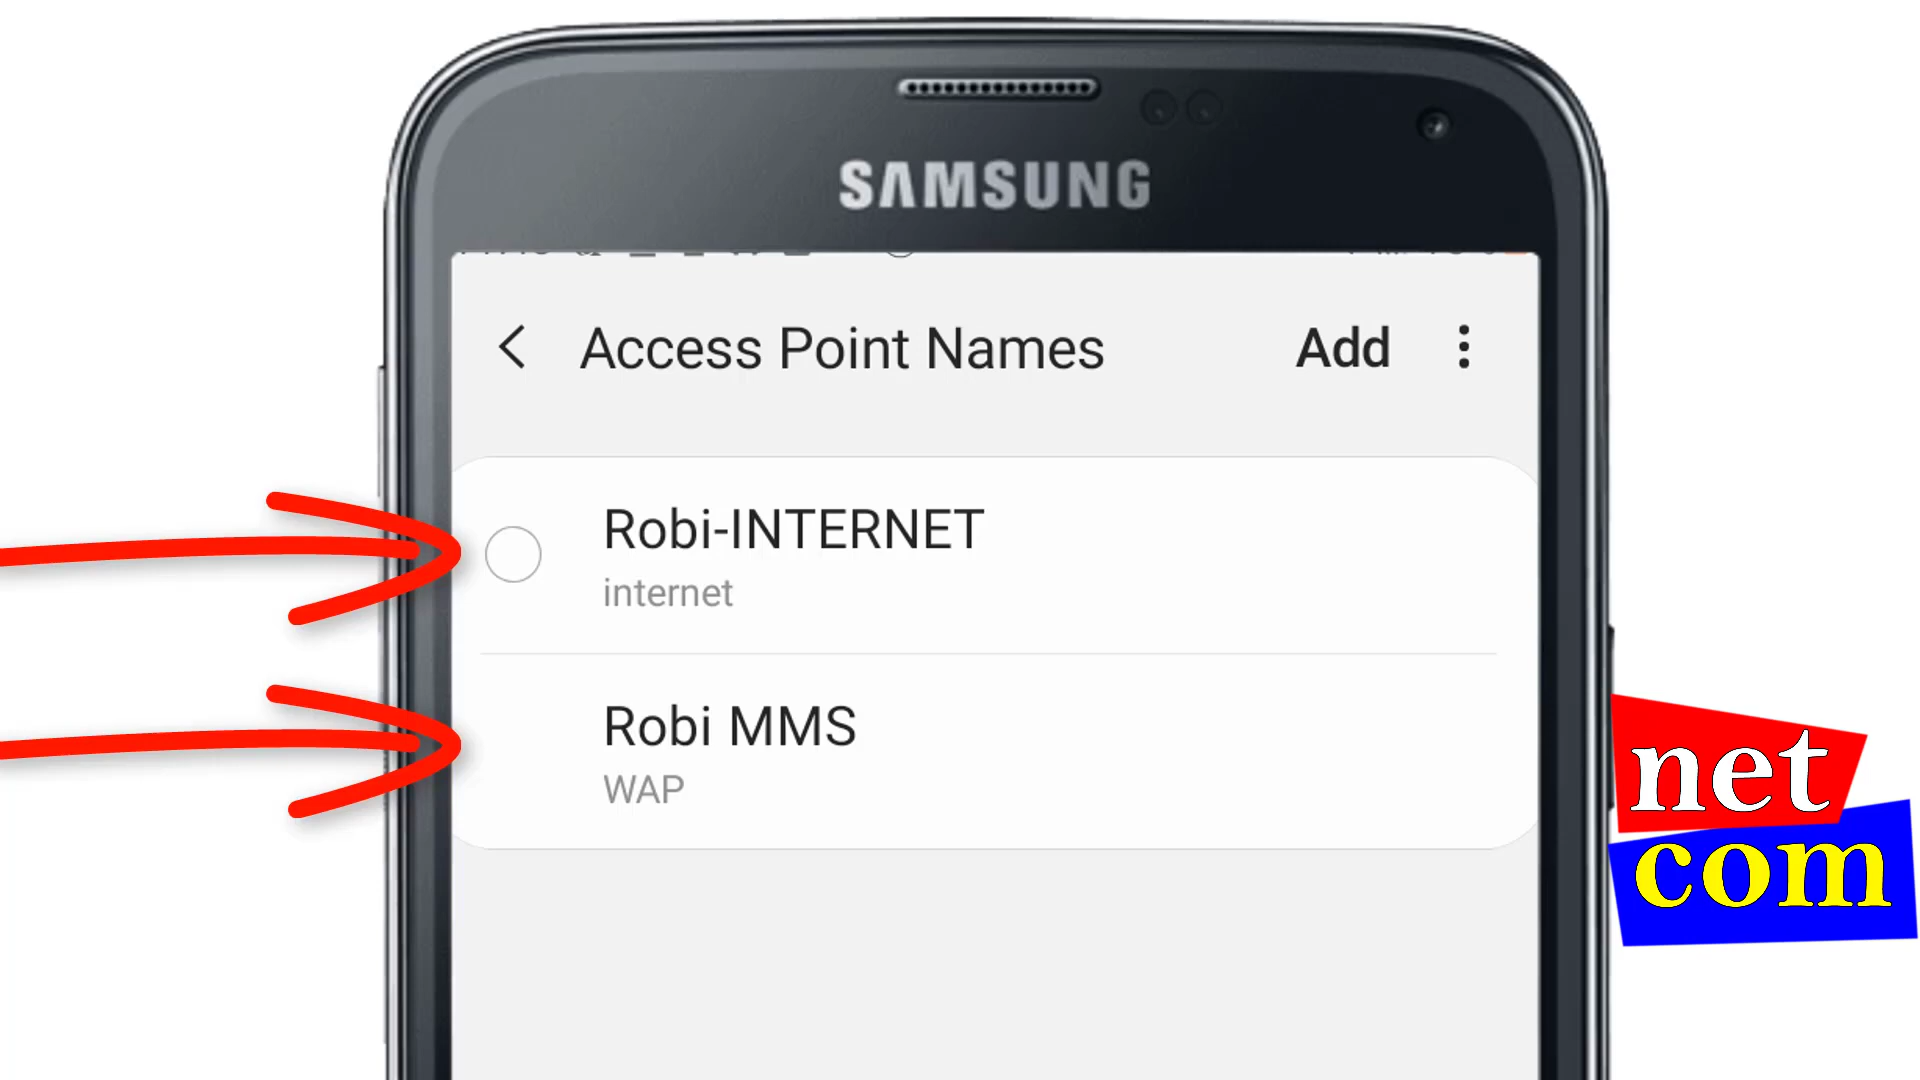 SAMSUNG
Access Point Names
Add
Robi-INTERNET
internet
Robi MMS
WAP
net
com